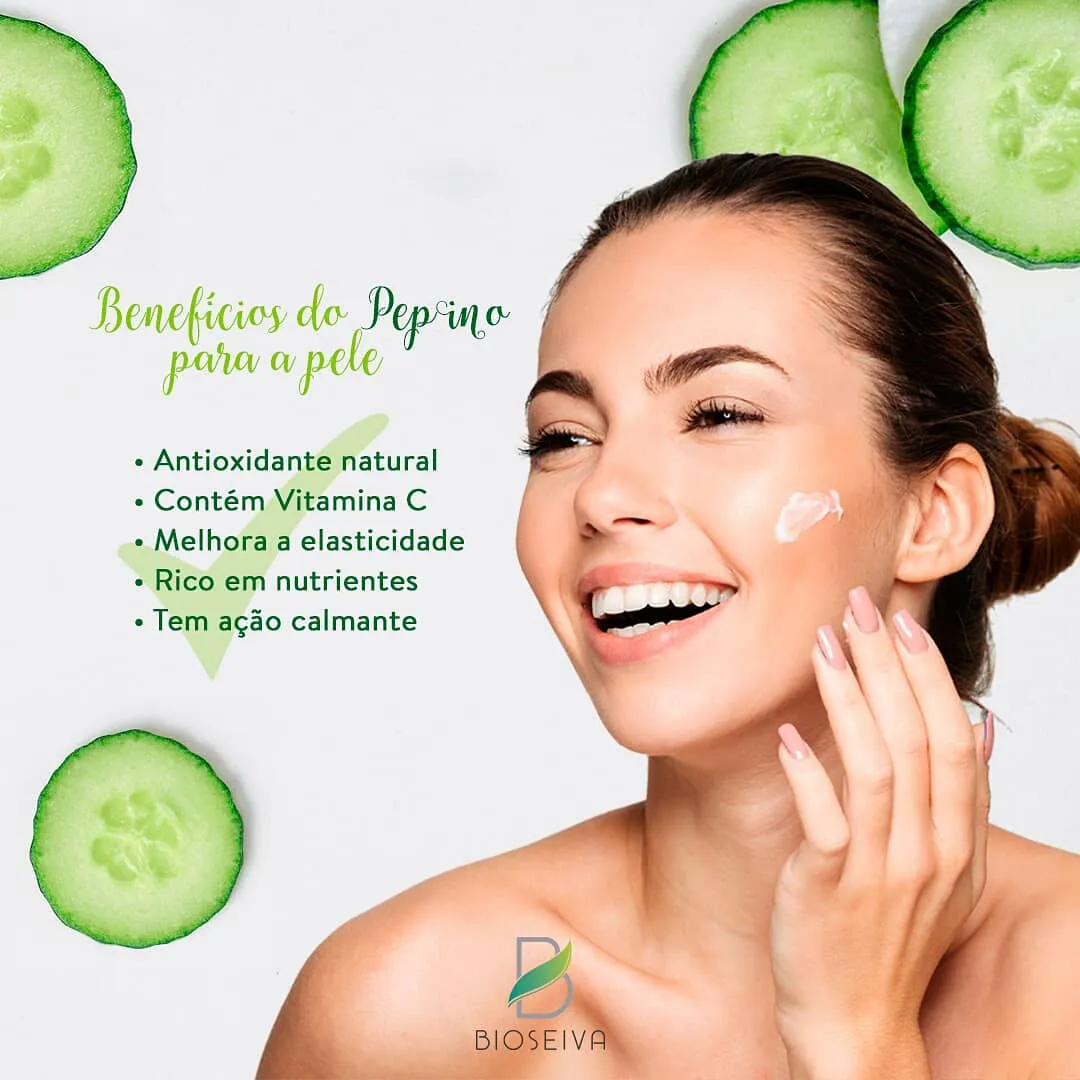 Benefícios do Pepino
para a pele
• Antioxidante natural
• Contém Vitamina C
• Melhora a elasticidade
• Rico em nutrientes
• Tem ação calmante
BIOSEIVA